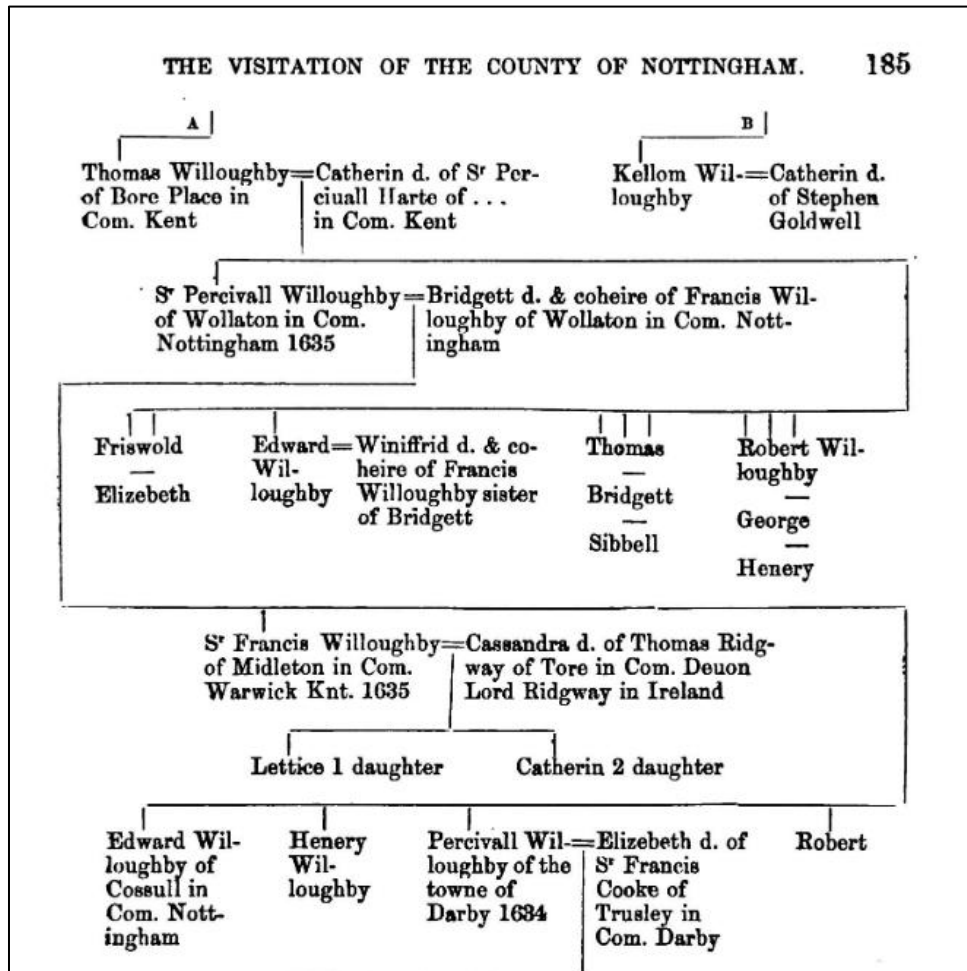 THE VISITATION OF THE COUNTY OF NOTTINGHAM. 185
A
B
Thomas Willoughby=Catherin d. of Sr Per-
of Bore Place in ciuall Harte of . . .
Com. Kent in Com. Kent
Kellom Wil-=Catherin d.
loughby of Stephen
Goldwell
Sr Percivall Willoughby=Bridgett d. & coheire of Francis Wil-
of Wollaton in Com. loughby of Wollaton in Com. Nott-
Nottingham 1635 ingham
Friswold
—
Elizebeth
Edward=Winiffrid d. & co-
Wil- heire of Francis
loughby Willoughby sister
of Bridgett
Thomas
—
Bridgett
—
Sibbell
Robert Wil-
loughby
—
George
—
Henery
Sr Francis Willoughby=Cassandra d. of Thomas Ridg-
of Midleton in Com. way of Tore in Com. Deuon
Warwick Knt. 1635 Lord Ridgway in Ireland
Lettice 1 daughter Catherin 2 daughter
Edward Wil-
loughby of
Cossull in
Com. Nott-
ingham
Henery
Wil-
loughby
Percivall Wil-=Elizebeth d. of
loughby of the Sr Francis
towne of Cooke of
Darby 1634 Trusley in
Com. Darby
Robert